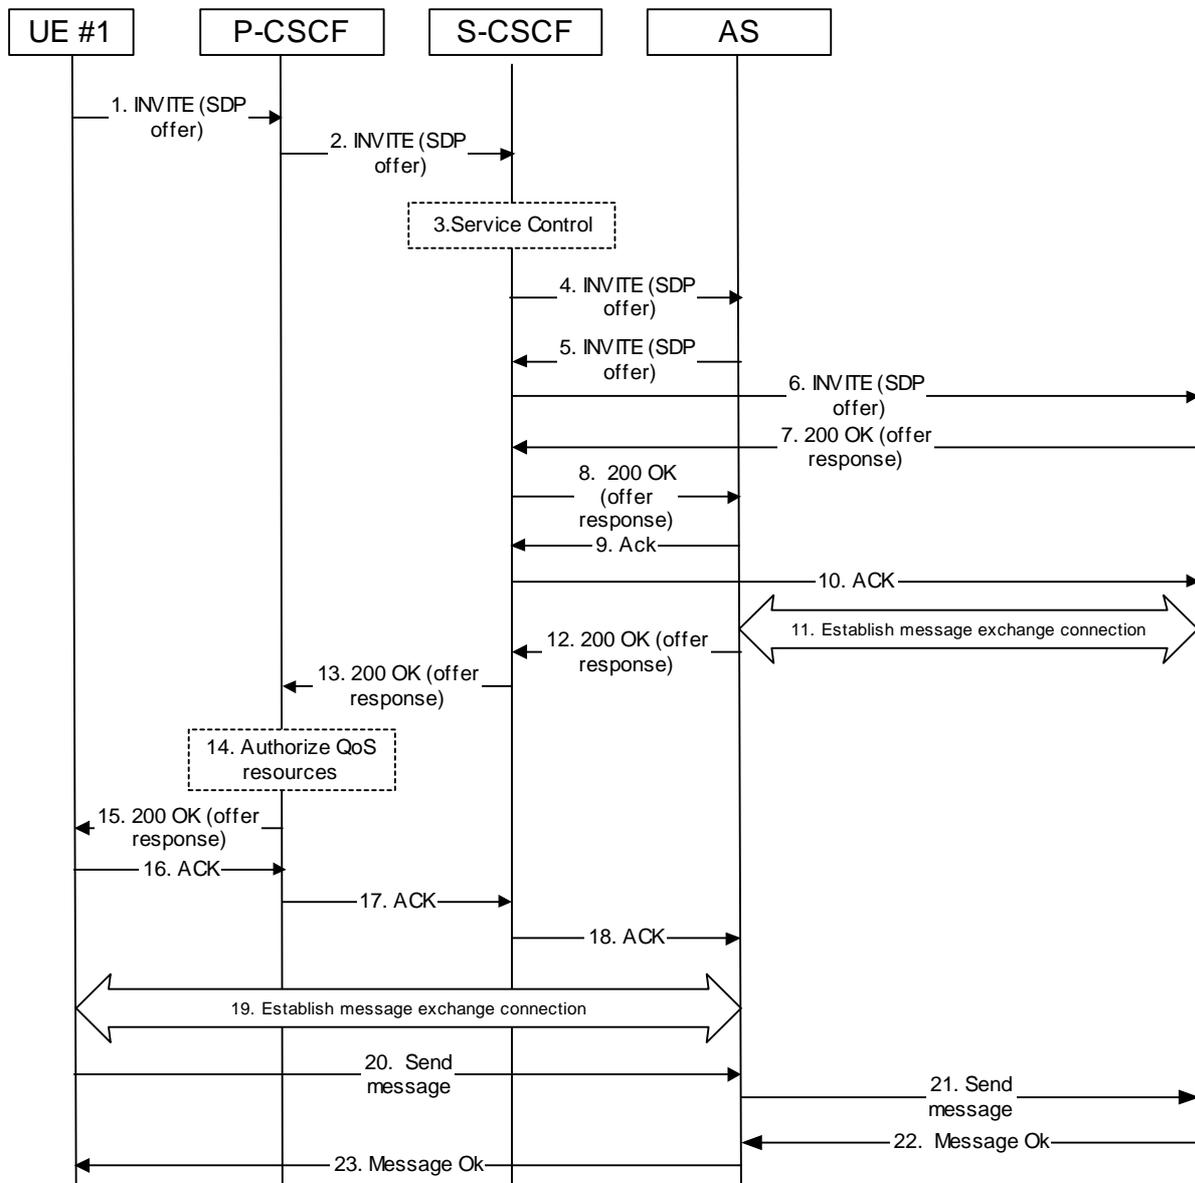 UE #1
P-CSCF
S-CSCF
AS
1. INVITE (SDP
offer)
2. INVITE (SDP
offer)
3.Service Control
4. INVITE (SDP
offer)
5. INVITE (SDP
offer)
6. INVITE (SDP
offer)
7. 200 OK (offer
response)
8. 200 OK
(offer
response)
9. Ack
10. ACK
11. Establish message exchange connection
12. 200 OK (offer
response)
13. 200 OK (offer
response)
14. Authorize QoS
resources
15. 200 OK (offer
response)
16. ACK
17. ACK
18. ACK
19. Establish message exchange connection
20. Send
message
21. Send
message
22. Message Ok
23. Message Ok